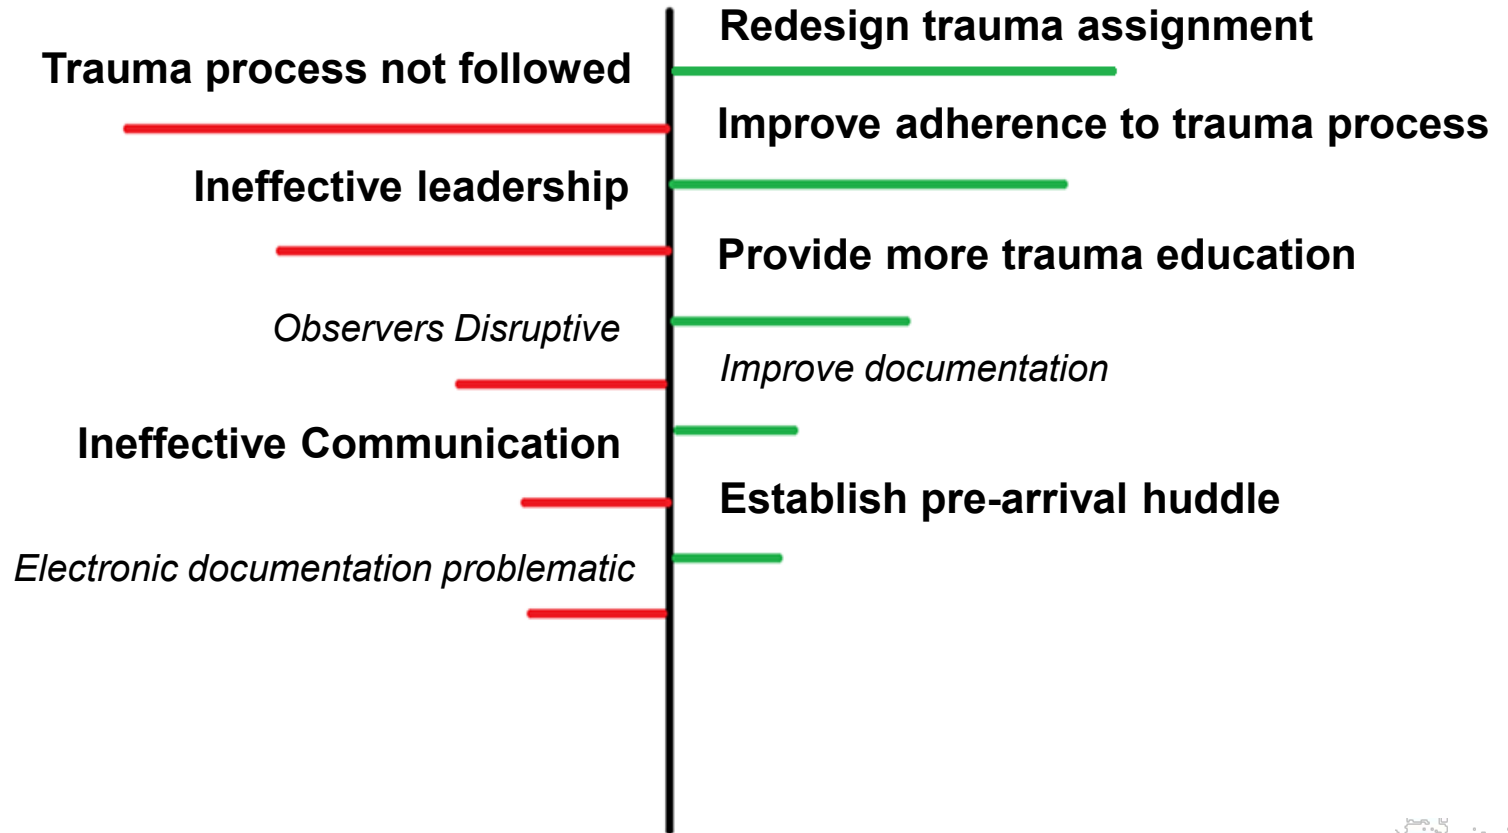 Redesign trauma assignment
Trauma process not followed
Improve adherence to trauma process
Ineffective leadership
Provide more trauma education
Observers Disruptive
Improve documentation
Ineffective Communication
Establish pre-arrival huddle
Electronic documentation problematic